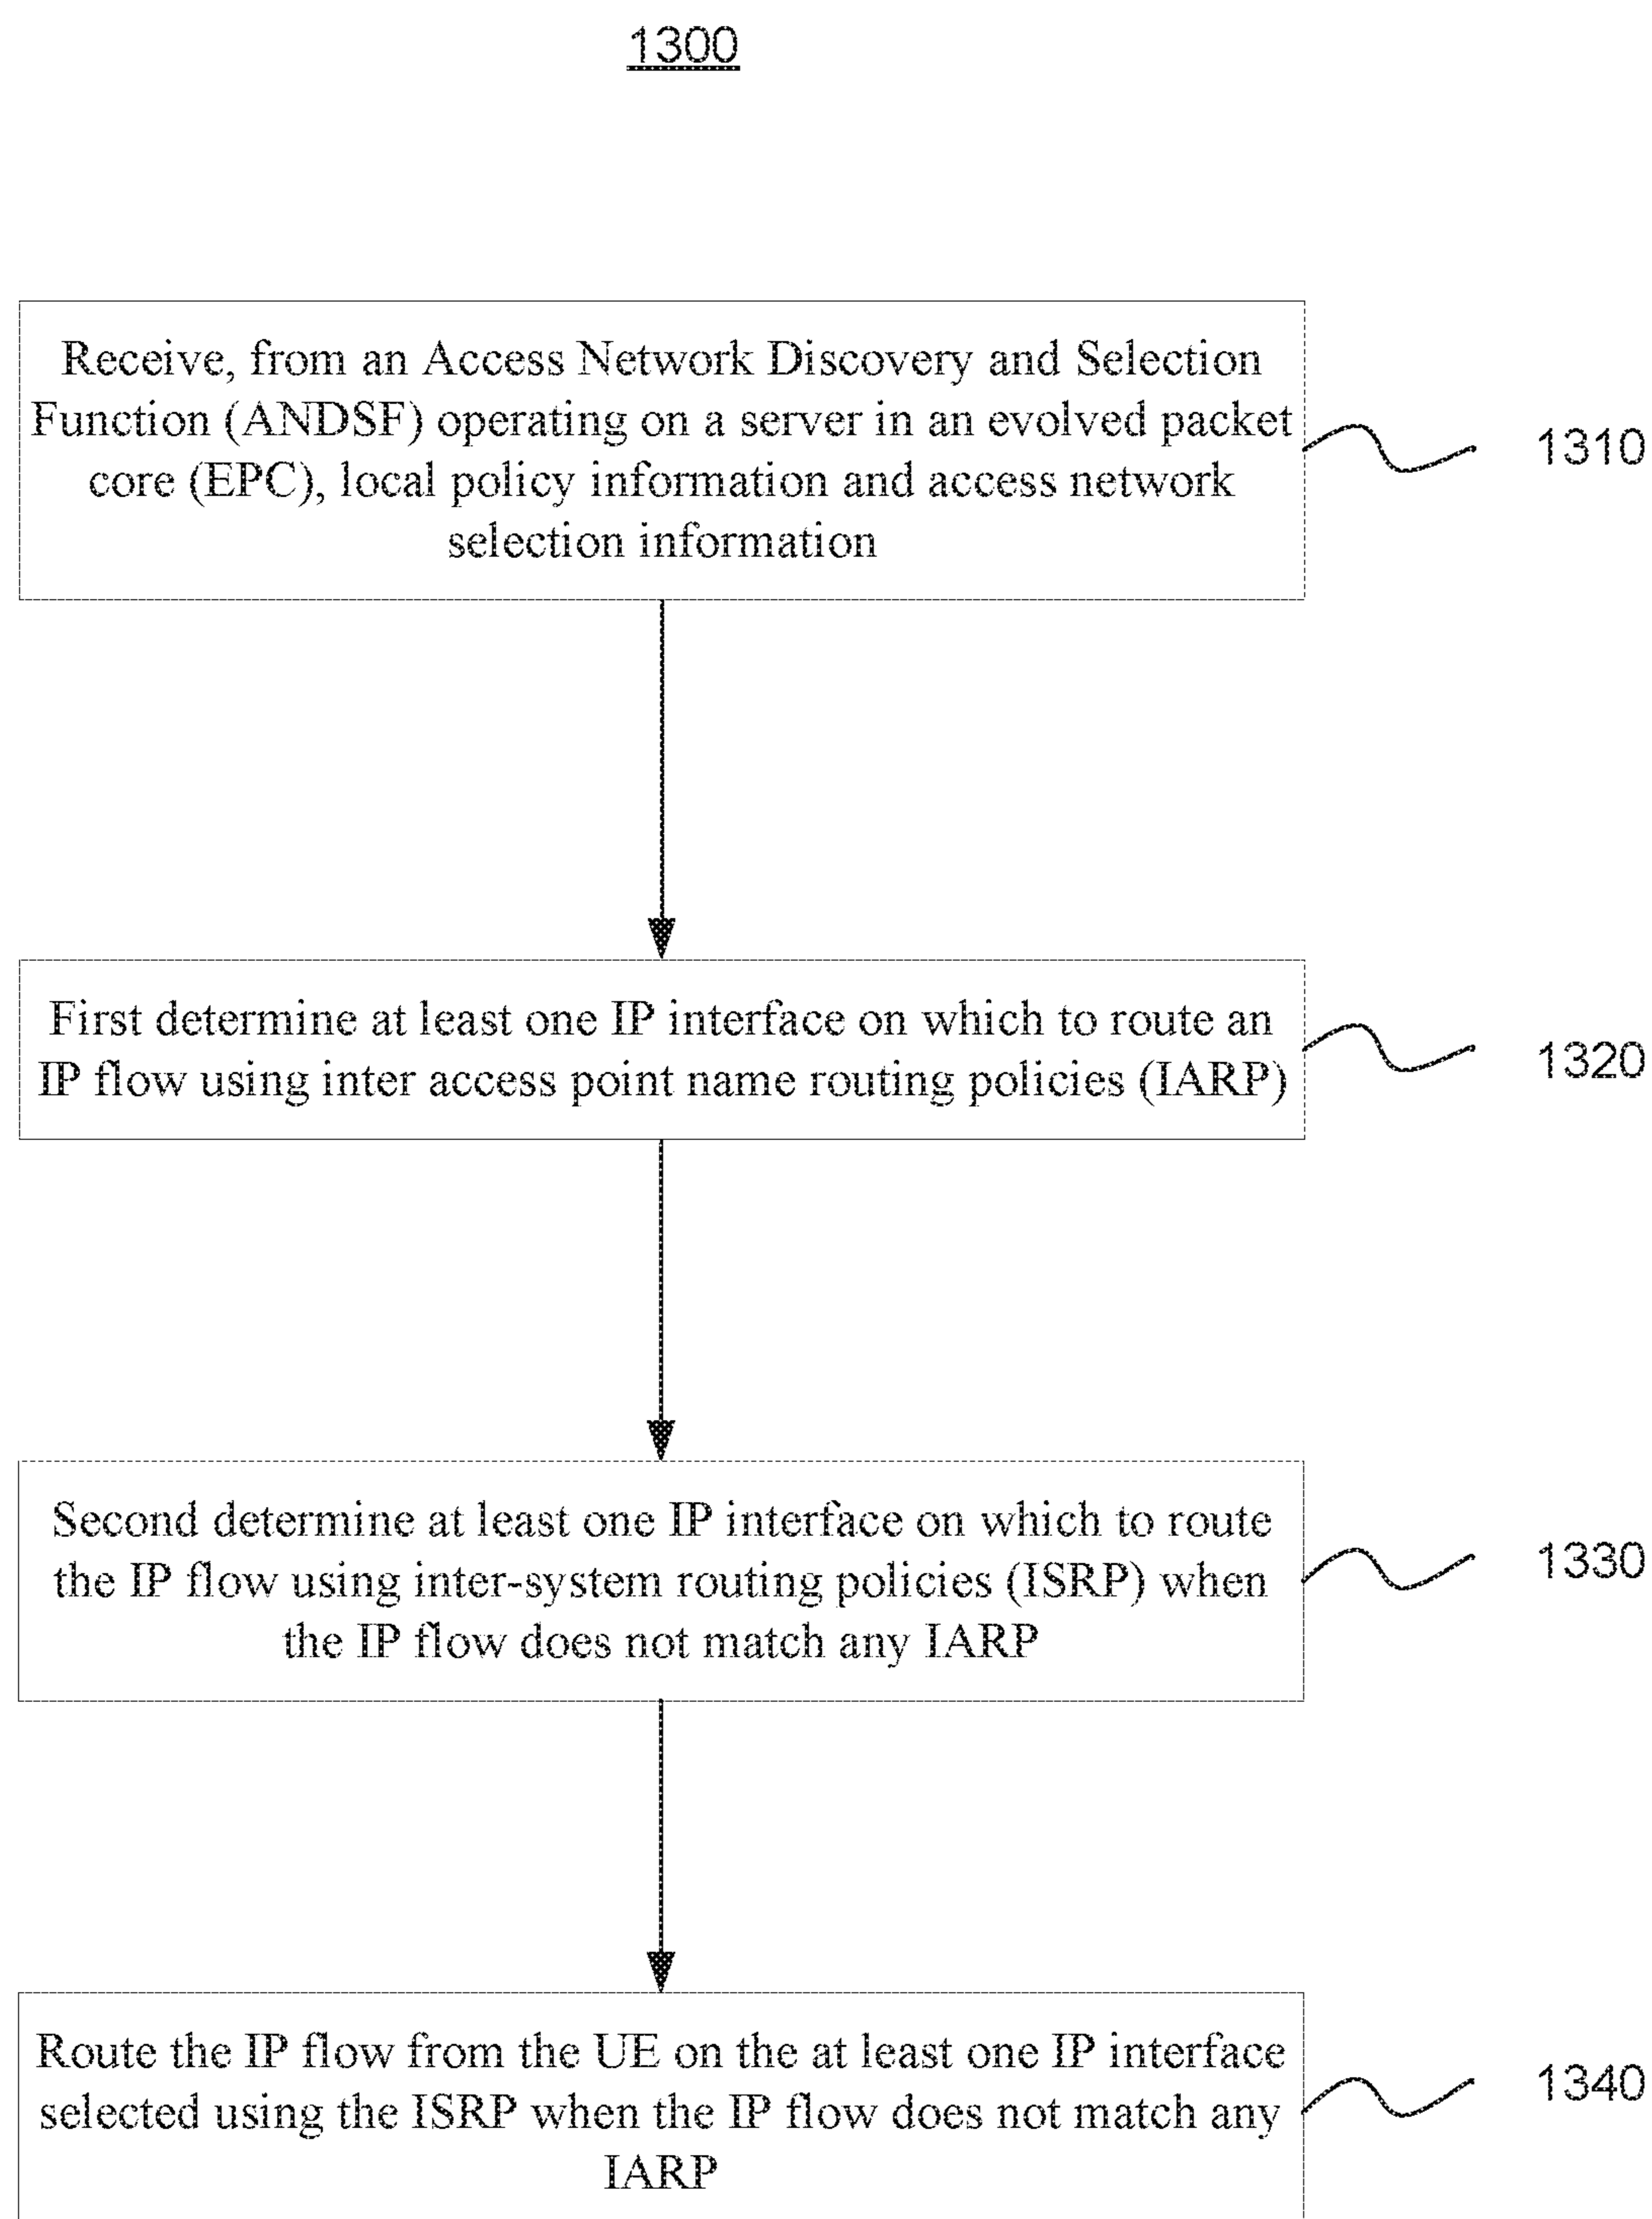 1300
Receive, from an Access Network Discovery and Selection
Function (ANDSF) operating on a server in an evolved packet
core (EPC), local policy information and access network
selection information
1310
First determine at least one IP interface on which to route an
IP flow using inter access point name routing policies (IARP)
1320
Second determine at least one IP interface on which to route
the IP flow using inter-system routing policies (ISRP) when
the IP flow does not match any IARP
1330
Route the IP flow from the UE on the at least one IP interface
selected using the ISRP when the IP flow does not match any
IARP
1340